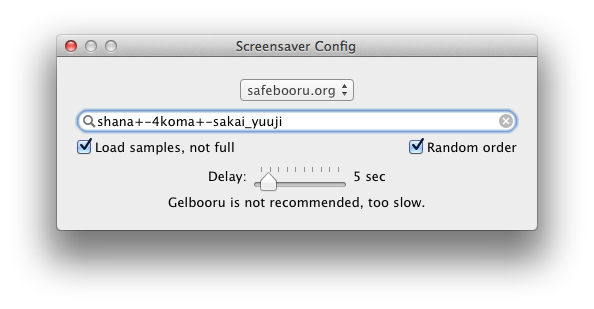 Screensaver Config
safebooru.org
shana+-4koma+-sakai_yuuji
Load samples, not full
Random order
Delay:
5 sec
Gelbooru is not recommended, too slow.